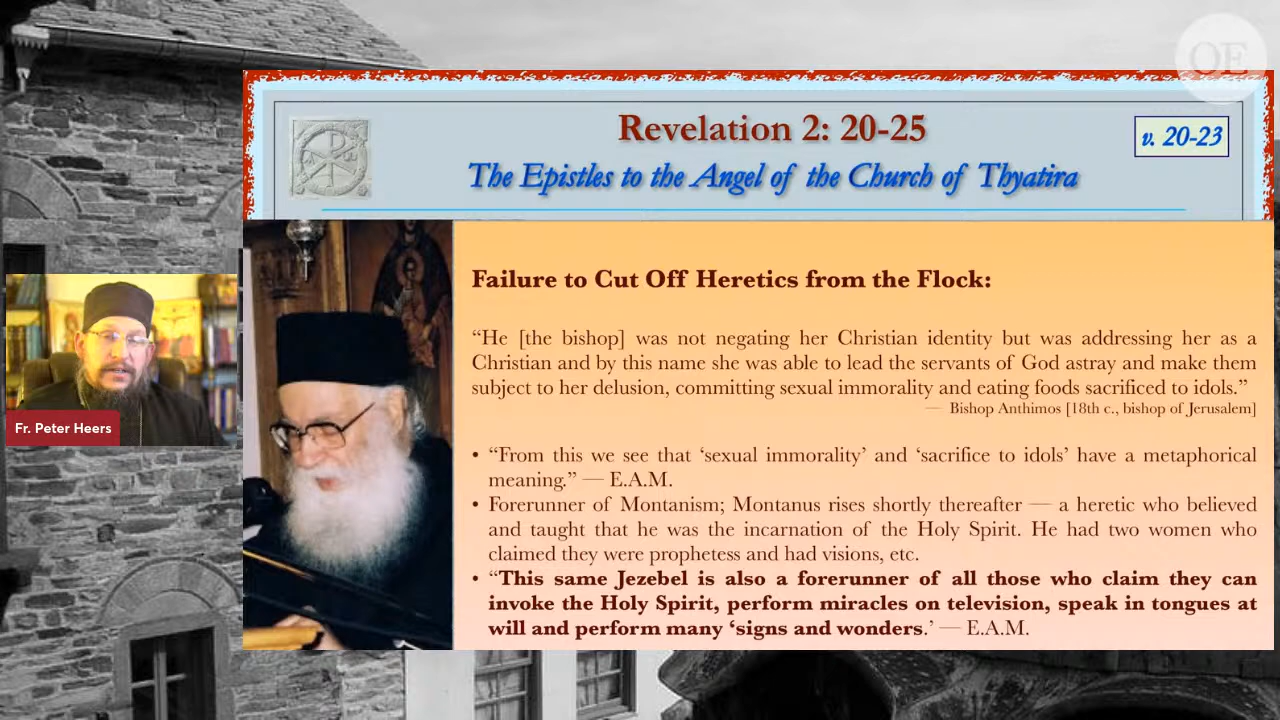 OE
Revelation 2: 20-25
v. 20-23
The Epistles to the Angel of the Church of Thyatira
Failure to Cut Off Heretics from the Flock:
“He [the bishop] was not negating her Christian identity but was addressing her as a
Christian and by this name she was able to lead the servants of God astray and make them
subject to her delusion, committing sexual immorality and eating foods sacrificed to idols.”
— Bishop Anthimos [18th c., bishop of Jerusalem]
• “From this we see that ‘sexual immorality’ and ‘sacrifice to idols’ have a metaphorical
meaning.” — E.A.M.
• Forerunner of Montanism; Montanus rises shortly thereafter — a heretic who believed
and taught that he was the incarnation of the Holy Spirit. He had two women who
claimed they were prophetess and had visions, etc.
• “This same Jezebel is also a forerunner of all those who claim they can
invoke the Holy Spirit, perform miracles on television, speak in tongues at
will and perform many ‘signs and wonders.’ — E.A.M.
Fr. Peter Heers